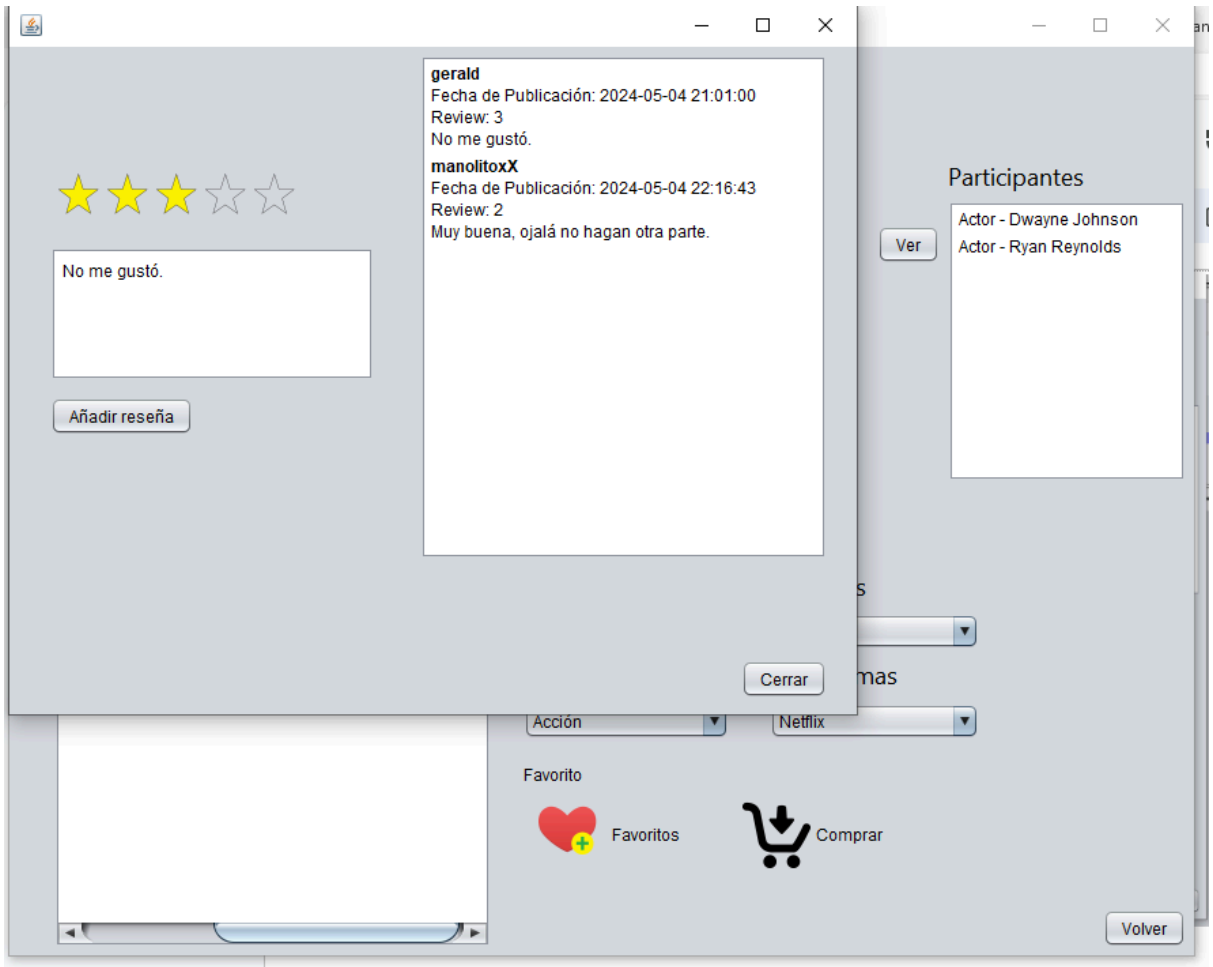 gerald
Fecha de Publicación: 2024-05-04 21:01:00
Review: 3
No me gustó.
manolitoxX
Fecha de Publicación: 2024-05-04 22:16:43
Review: 2
Muy buena, ojalá no hagan otra parte.
No me gustó.
Añadir reseña
Cerrar
Participantes
Ver
Actor - Dwayne Johnson
Actor - Ryan Reynolds
s
mas
Acción
Netflix
Favorito
Favoritos
Comprar
Volver
an